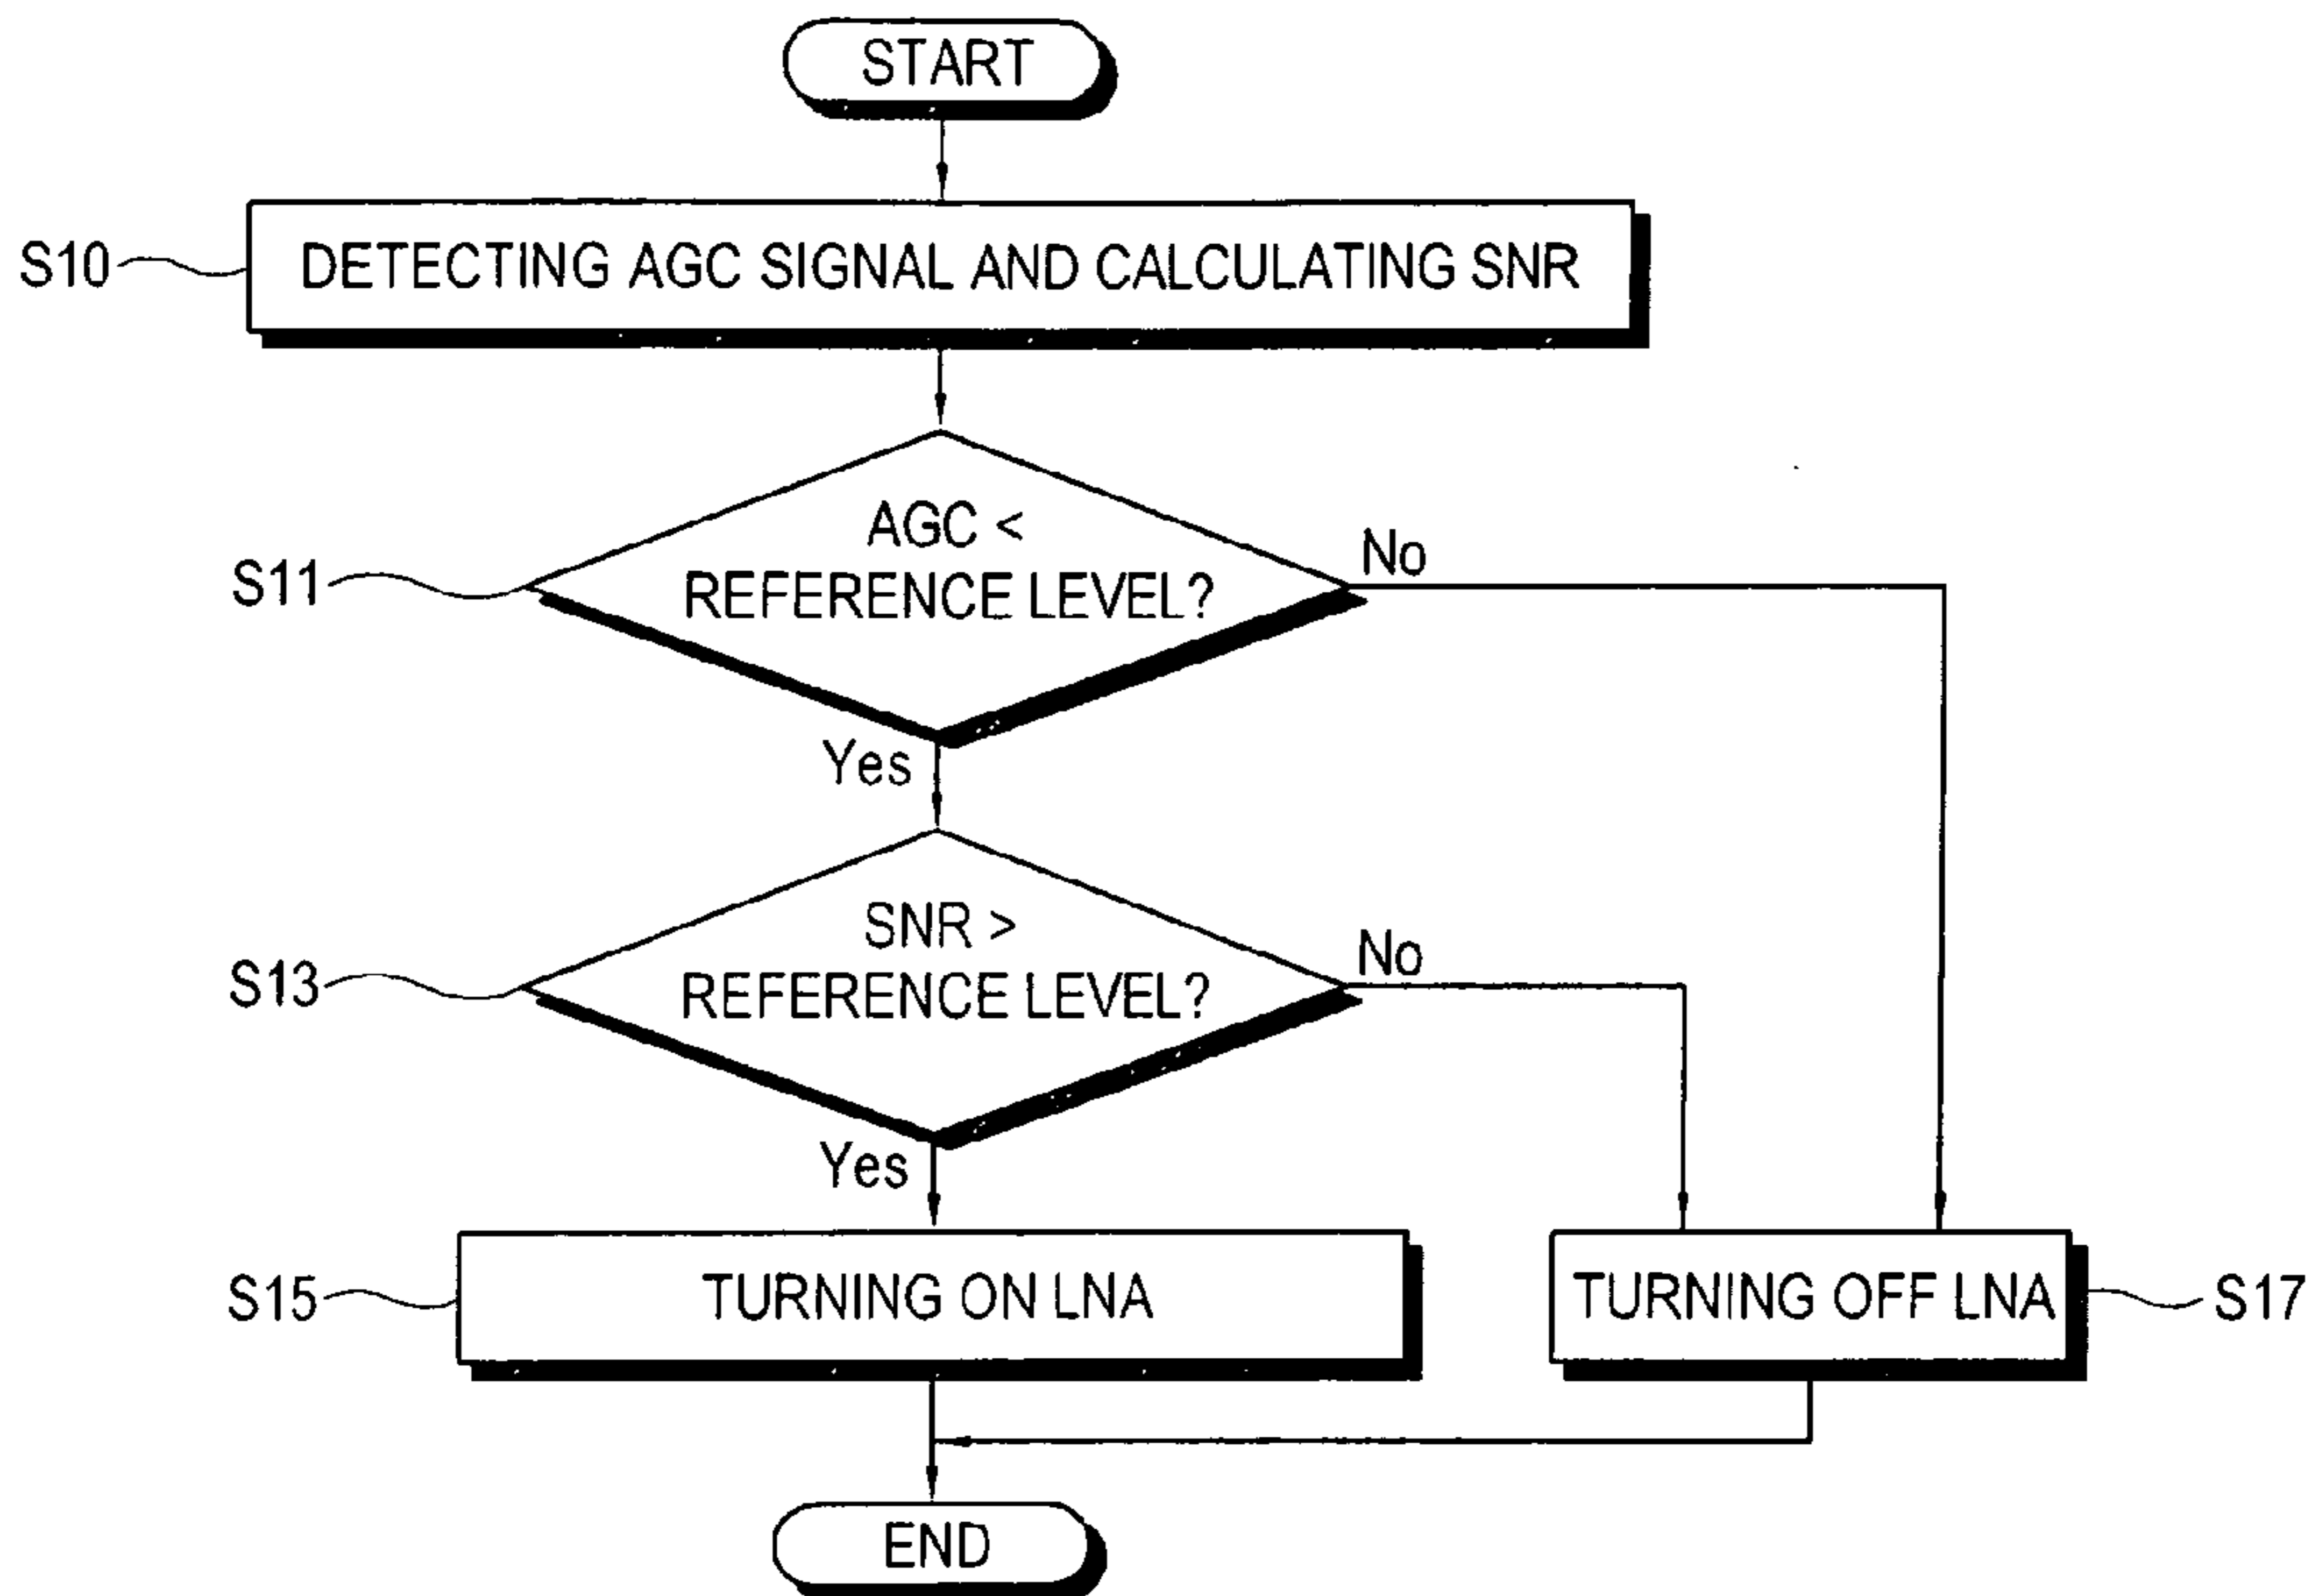 START
S10
DETECTING AGC SIGNAL AND CALCULATING SNR
AGC <
REFERENCE LEVEL?
S11
No
Yes
SNR >
REFERENCE LEVEL?
S13
No
Yes
S15
TURNING ON LNA
TURNING OFF LNA
S17
END